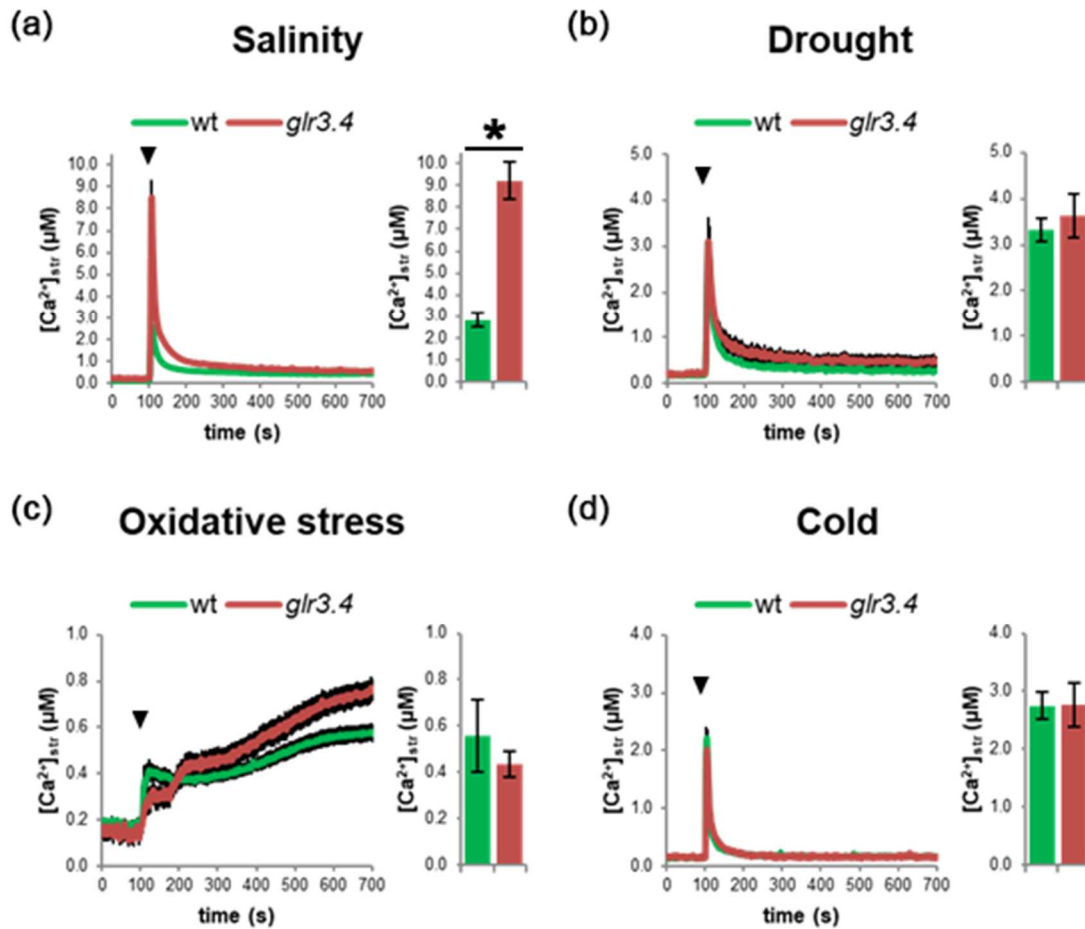 (a) Salinity
wt glr3.4
[Ca²⁺]str (µM)
10.0
9.0
8.0
7.0
6.0
5.0
4.0
3.0
2.0
1.0
0.0
0 100 200 300 400 500 600 700
time (s)
*
[Ca²⁺]str (µM)
10.0
9.0
8.0
7.0
6.0
5.0
4.0
3.0
2.0
1.0
0.0
(b) Drought
wt glr3.4
[Ca²⁺]str (µM)
5.0
4.0
3.0
2.0
1.0
0.0
0 100 200 300 400 500 600 700
time (s)
[Ca²⁺]str (µM)
5.0
4.0
3.0
2.0
1.0
0.0
(c) Oxidative stress
wt glr3.4
[Ca²⁺]str (µM)
1.0
0.8
0.6
0.4
0.2
0.0
0 100 200 300 400 500 600 700
time (s)
[Ca²⁺]str (µM)
1.0
0.8
0.6
0.4
0.2
0.0
(d) Cold
wt glr3.4
[Ca²⁺]str (µM)
4.0
3.0
2.0
1.0
0.0
0 100 200 300 400 500 600 700
time (s)
[Ca²⁺]str (µM)
4.0
3.0
2.0
1.0
0.0